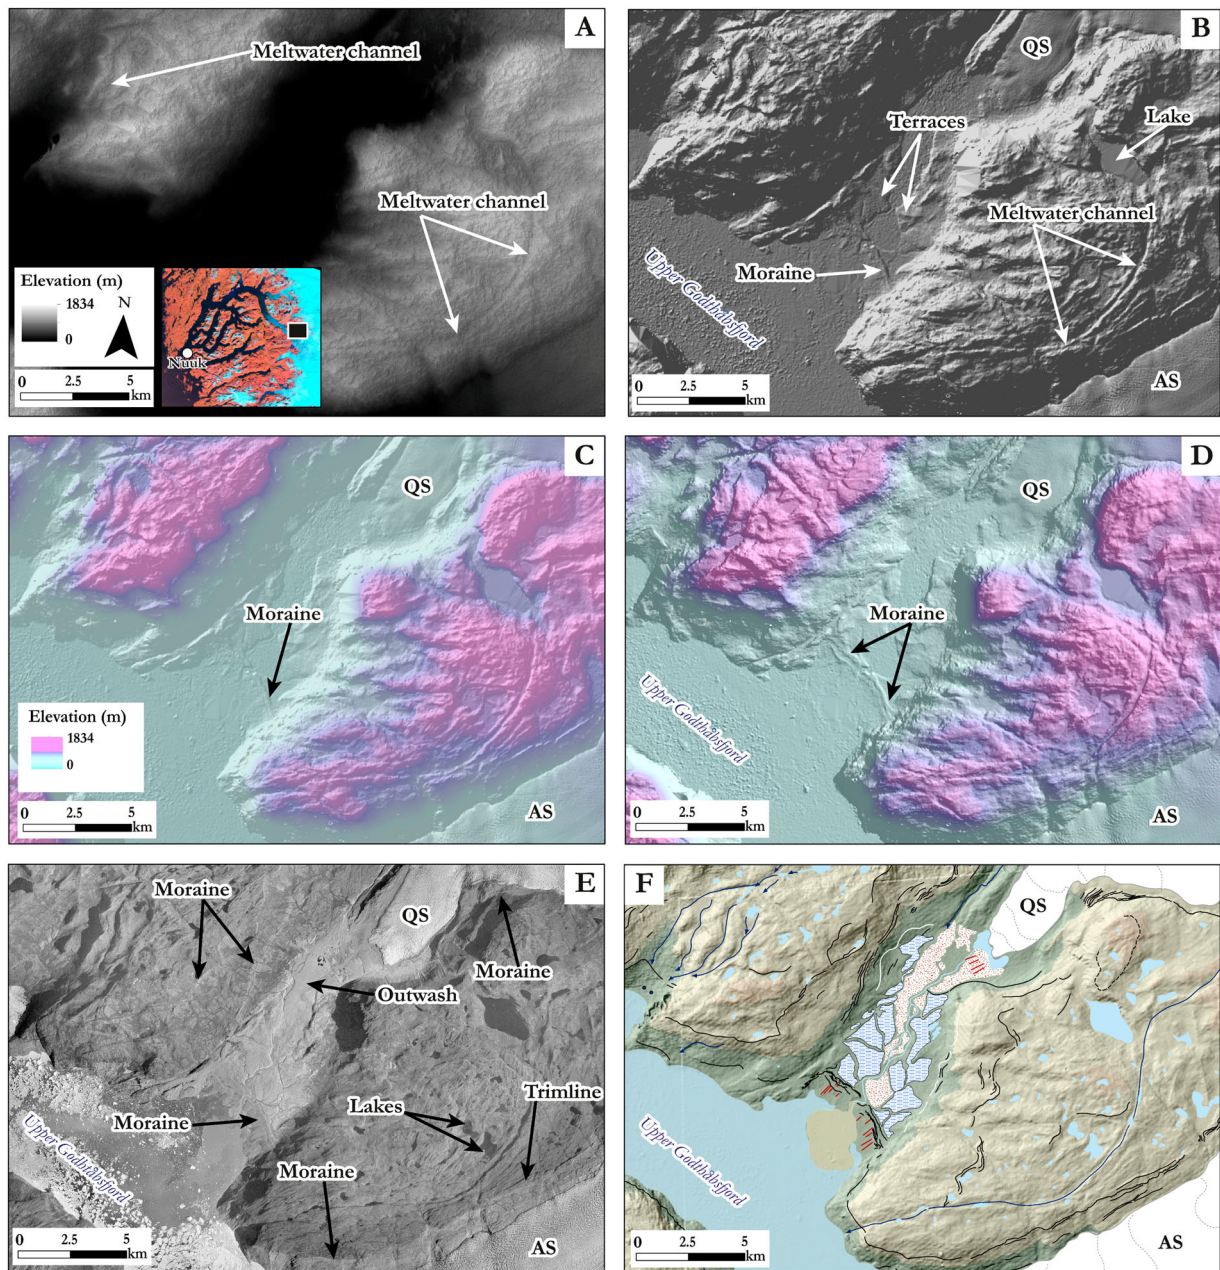 A
Meltwater channel
Meltwater channel
Elevation (m)
1834
0
N
Nuuk
0 2.5 5
km
B
QS
Terraces
Lake
Meltwater channel
Moraine
Upper Godthåbsfjord
AS
0 2.5 5
km
C
QS
Moraine
Elevation (m)
1834
0
0 2.5 5
km
AS
D
QS
Moraine
Upper Godthåbsfjord
0 2.5 5
km
AS
E
Moraine
QS
Moraine
Outwash
Trimline
Lakes
Moraine
Moraine
Upper Godthåbsfjord
0 2.5 5
km
AS
F
QS
Upper Godthåbsfjord
0 2.5 5
km
AS